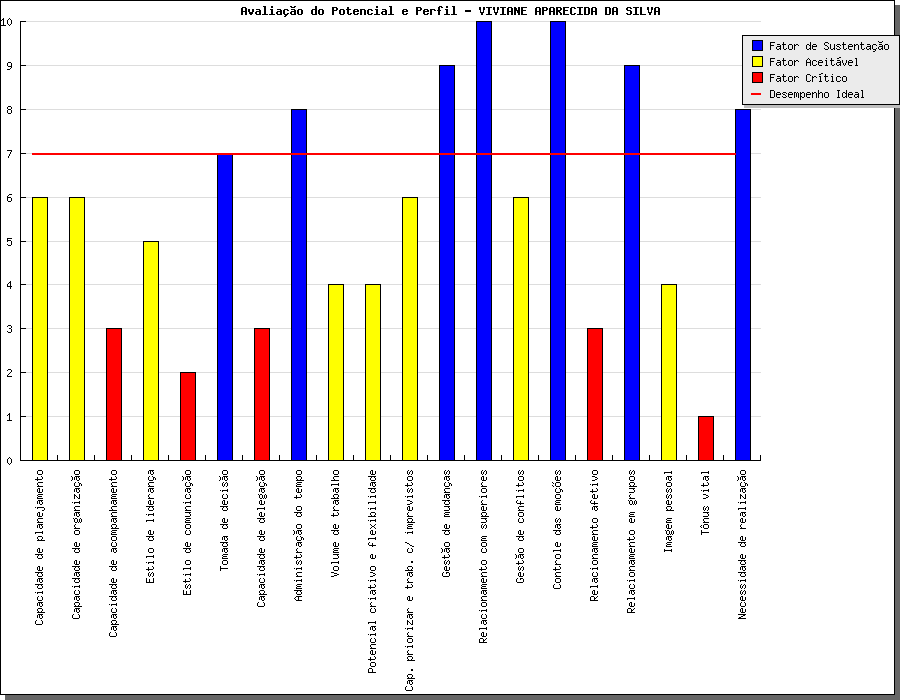 Avaliação do Potencial e Perfil - VIVIANE APARECIDA DA SILVA
Fator de Sustentação
Fator Aceitável
Fator Crítico
Desempenho Ideal
10
9
8
7
6
5
4
3
2
1
0
Capacidade de planejamento
Capacidade de organização
Capacidade de acompanhamento
Estilo de liderança
Estilo de comunicação
Tomada de decisão
Capacidade de delegação
Administração do tempo
Volume de trabalho
Potencial criativo e flexibilidade
Cap. priorizar e trab. c/ imprevistos
Gestão de mudanças
Relacionamento com superiores
Gestão de conflitos
Controle das emoções
Relacionamento afetivo
Relacionamento em grupos
Imagem pessoal
Tônus vital
Necessidade de realização